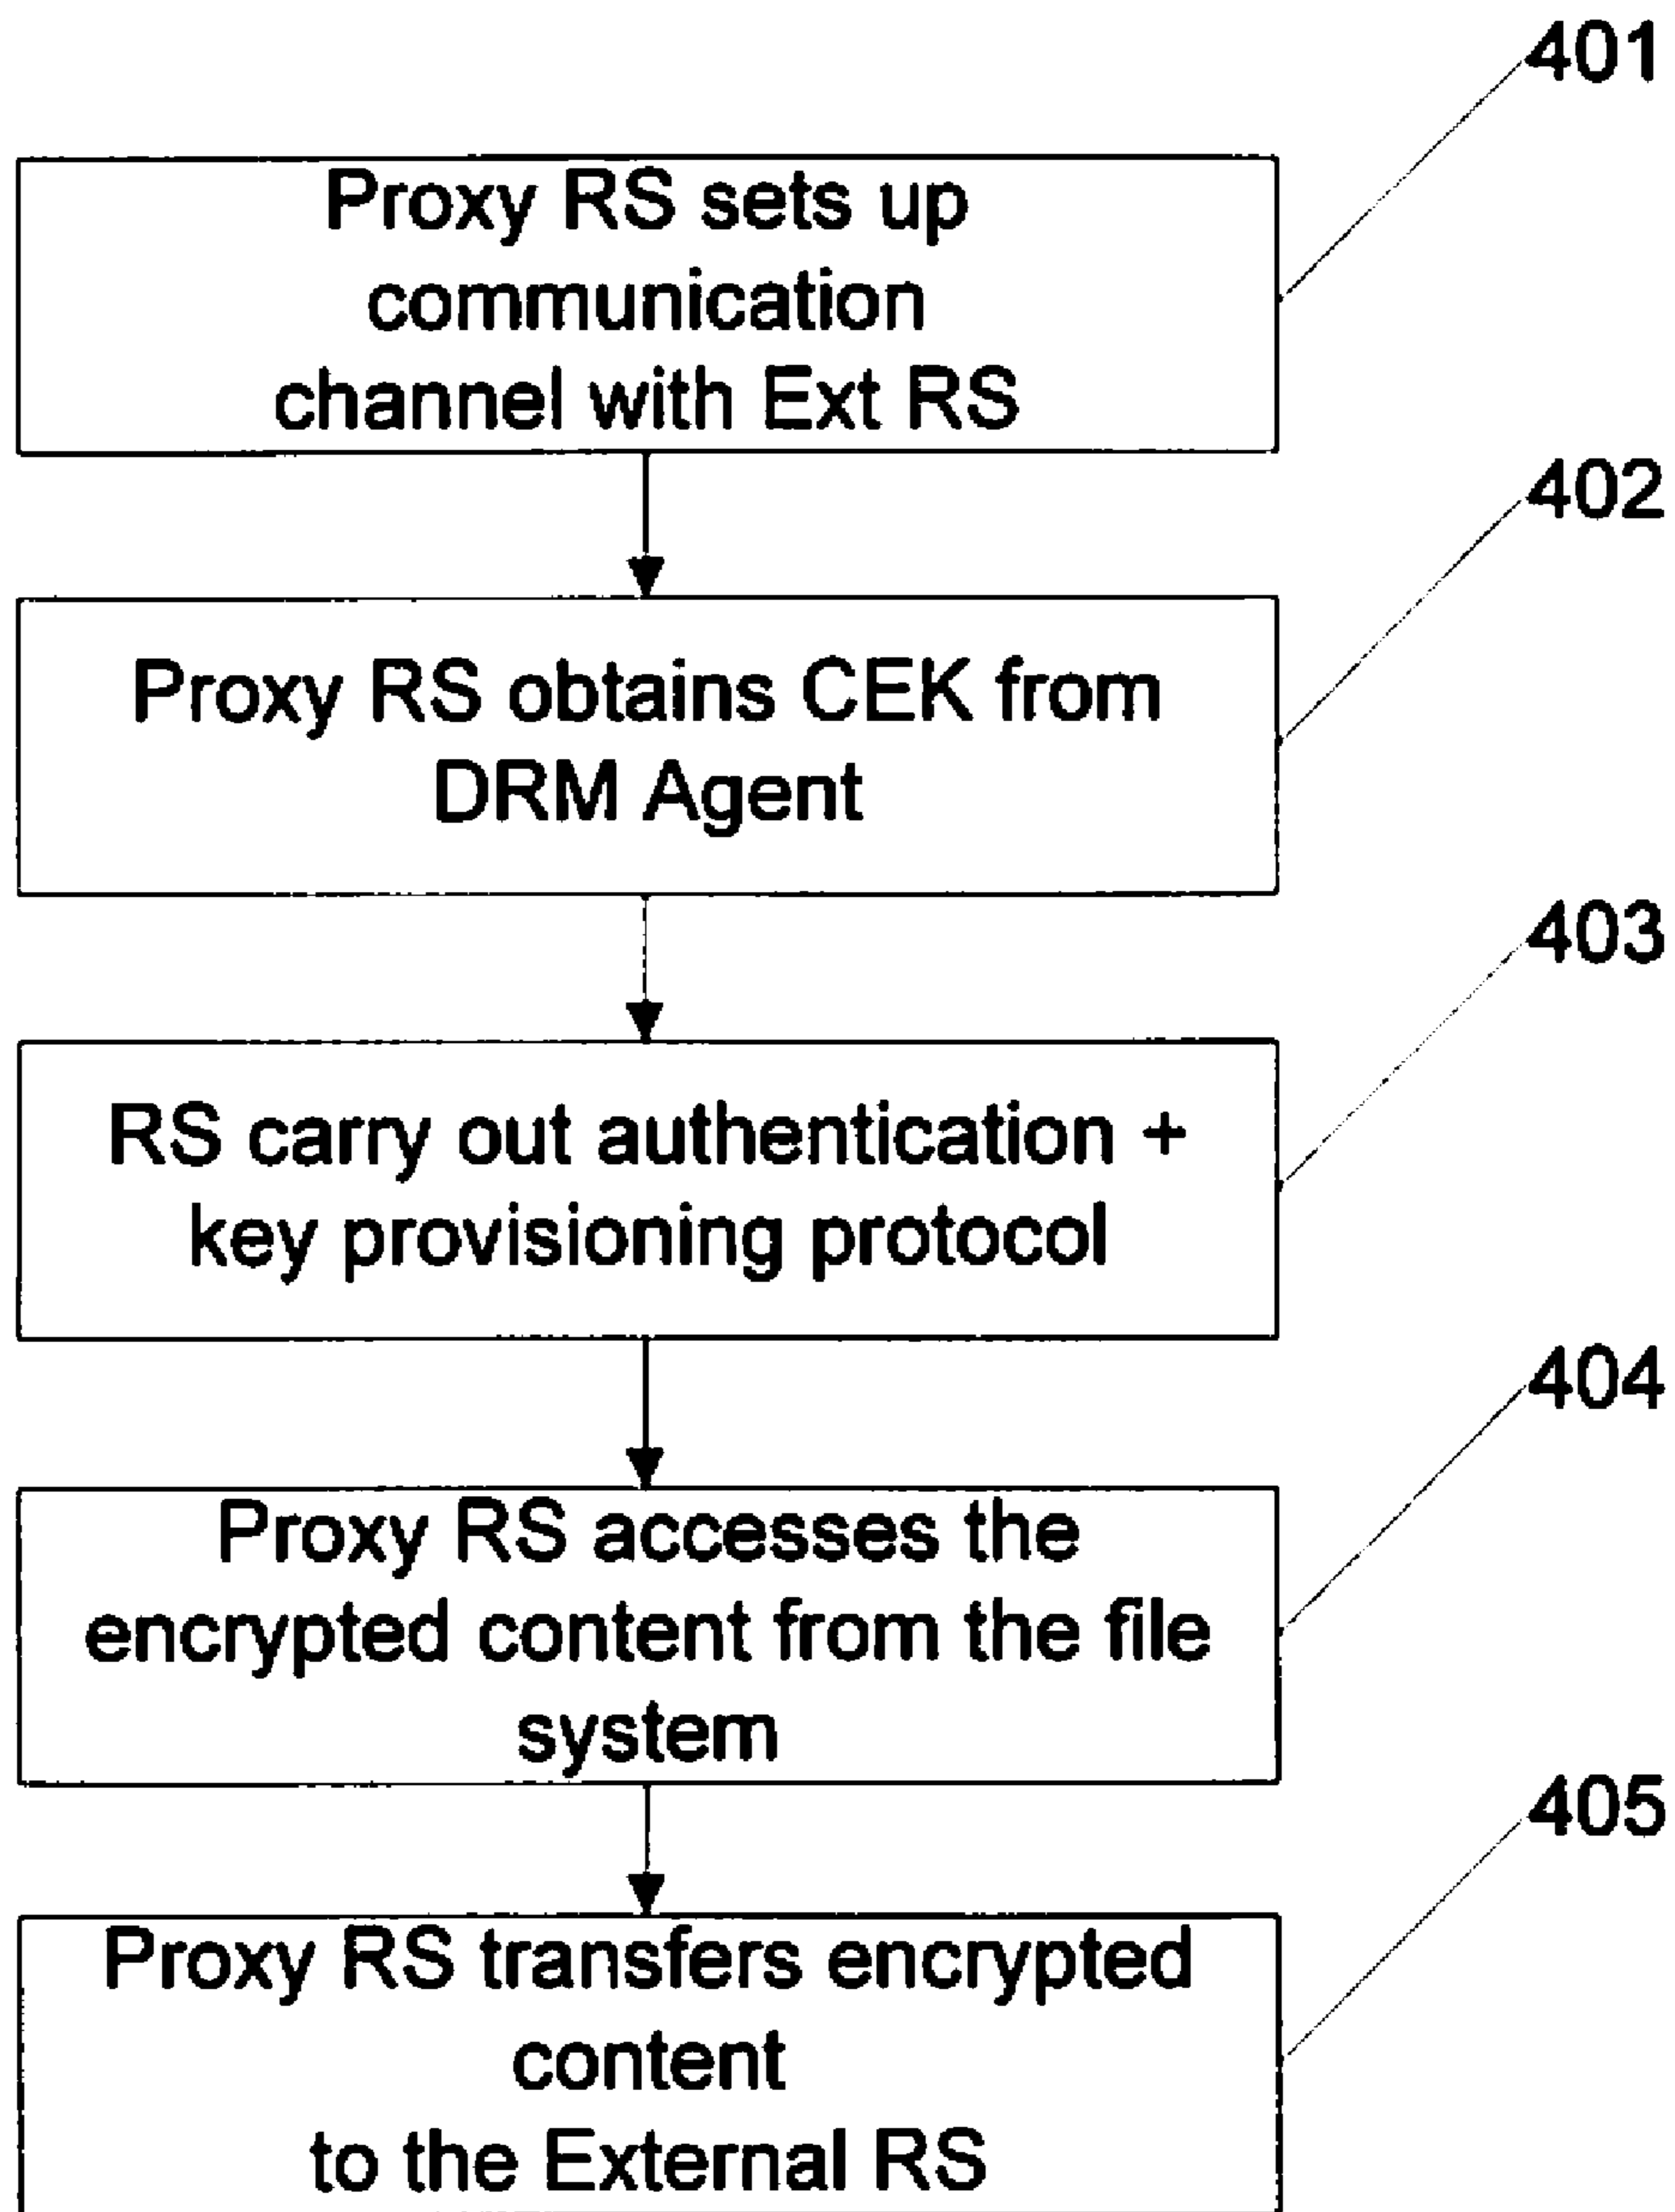 401
Proxy RS sets up
communication
channel with Ext RS
402
Proxy RS obtains CEK from
DRM Agent
403
RS carry out authentication +
key provisioning protocol
404
Proxy RS accesses the
encrypted content from the file
system
405
Proxy RS transfers encrypted
content
to the External RS